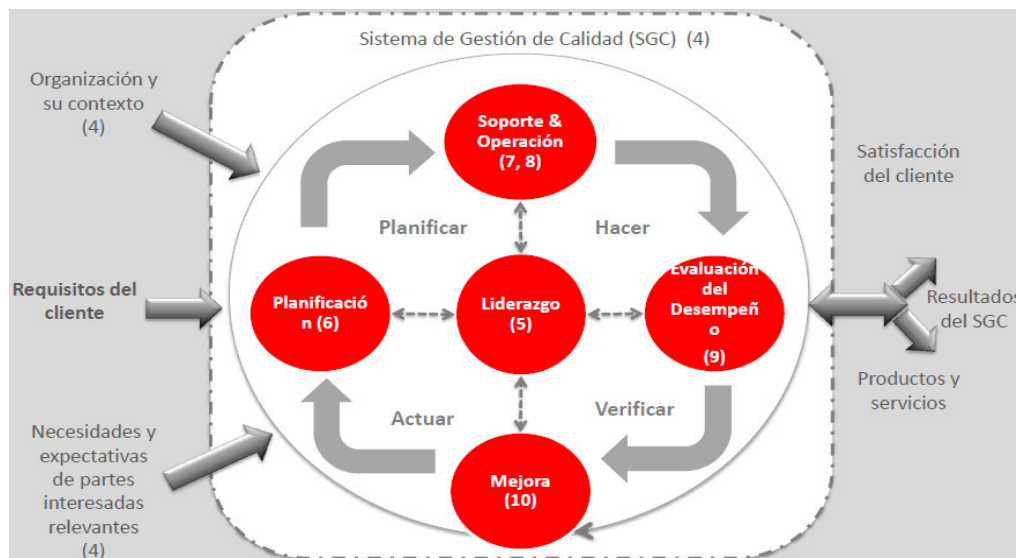 Sistema de Gestión de Calidad (SGC) (4)
Organización y
su contexto
(4)
Requisitos del
cliente
Necesidades y
expectativas
de partes
interesadas
relevantes
(4)
Soporte &
Operación
(7, 8)
Planificar
Hacer
Planificació
n (6)
Liderazgo
(5)
Evaluación
del
Desempeñ
o
(9)
Actuar
Verificar
Mejora
(10)
Satisfacción
del cliente
Resultados
del SGC
Productos y
servicios